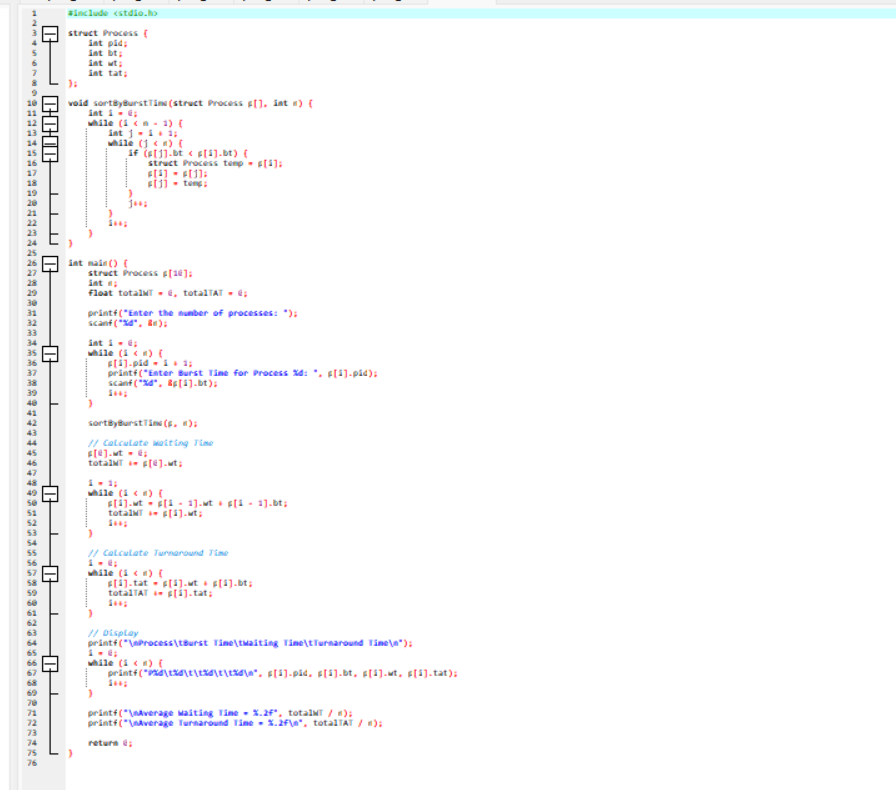 1 #include <stdio.h>
2
3 struct Process {
4 int pid;
5 int bt;
6 int wt;
7 int tat;
8 };
9
10 void sortByBurstTime(struct Process p[], int n) {
11 int i = 0;
12 while (i < n - 1) {
13 int j = i + 1;
14 while (j < n) {
15 if (p[j].bt < p[i].bt) {
16 struct Process temp = p[i];
17 p[i] = p[j];
18 p[j] = temp;
19 }
20 j++;
21 }
22 i++;
23 }
24 }
25
26 int main() {
27 struct Process p[10];
28 int n;
29 float totalWT = 0, totalTAT = 0;
30
31 printf("Enter the number of processes: ");
32 scanf("%d", &n);
33
34 int i = 0;
35 while (i < n) {
36 p[i].pid = i + 1;
37 printf("Enter Burst Time for Process %d: ", p[i].pid);
38 scanf("%d", &p[i].bt);
39 i++;
40 }
41
42 sortByBurstTime(p, n);
43
44 // Calculate Waiting Time
45 p[0].wt = 0;
46 totalWT += p[0].wt;
47
48 i = 1;
49 while (i < n) {
50 p[i].wt = p[i - 1].wt + p[i - 1].bt;
51 totalWT += p[i].wt;
52 i++;
53 }
54
55 // Calculate Turnaround Time
56 i = 0;
57 while (i < n) {
58 p[i].tat = p[i].wt + p[i].bt;
59 totalTAT += p[i].tat;
60 i++;
61 }
62
63 // Display
64 printf("\nProcess\tBurst Time\tWaiting Time\tTurnaround Time\n");
65 i = 0;
66 while (i < n) {
67 printf("P%d\t%d\t\t%d\t\t%d\n", p[i].pid, p[i].bt, p[i].wt, p[i].tat);
68 i++;
69 }
70
71 printf("\nAverage Waiting Time = %.2f", totalWT / n);
72 printf("\nAverage Turnaround Time = %.2f\n", totalTAT / n);
73
74 return 0;
75 }
76